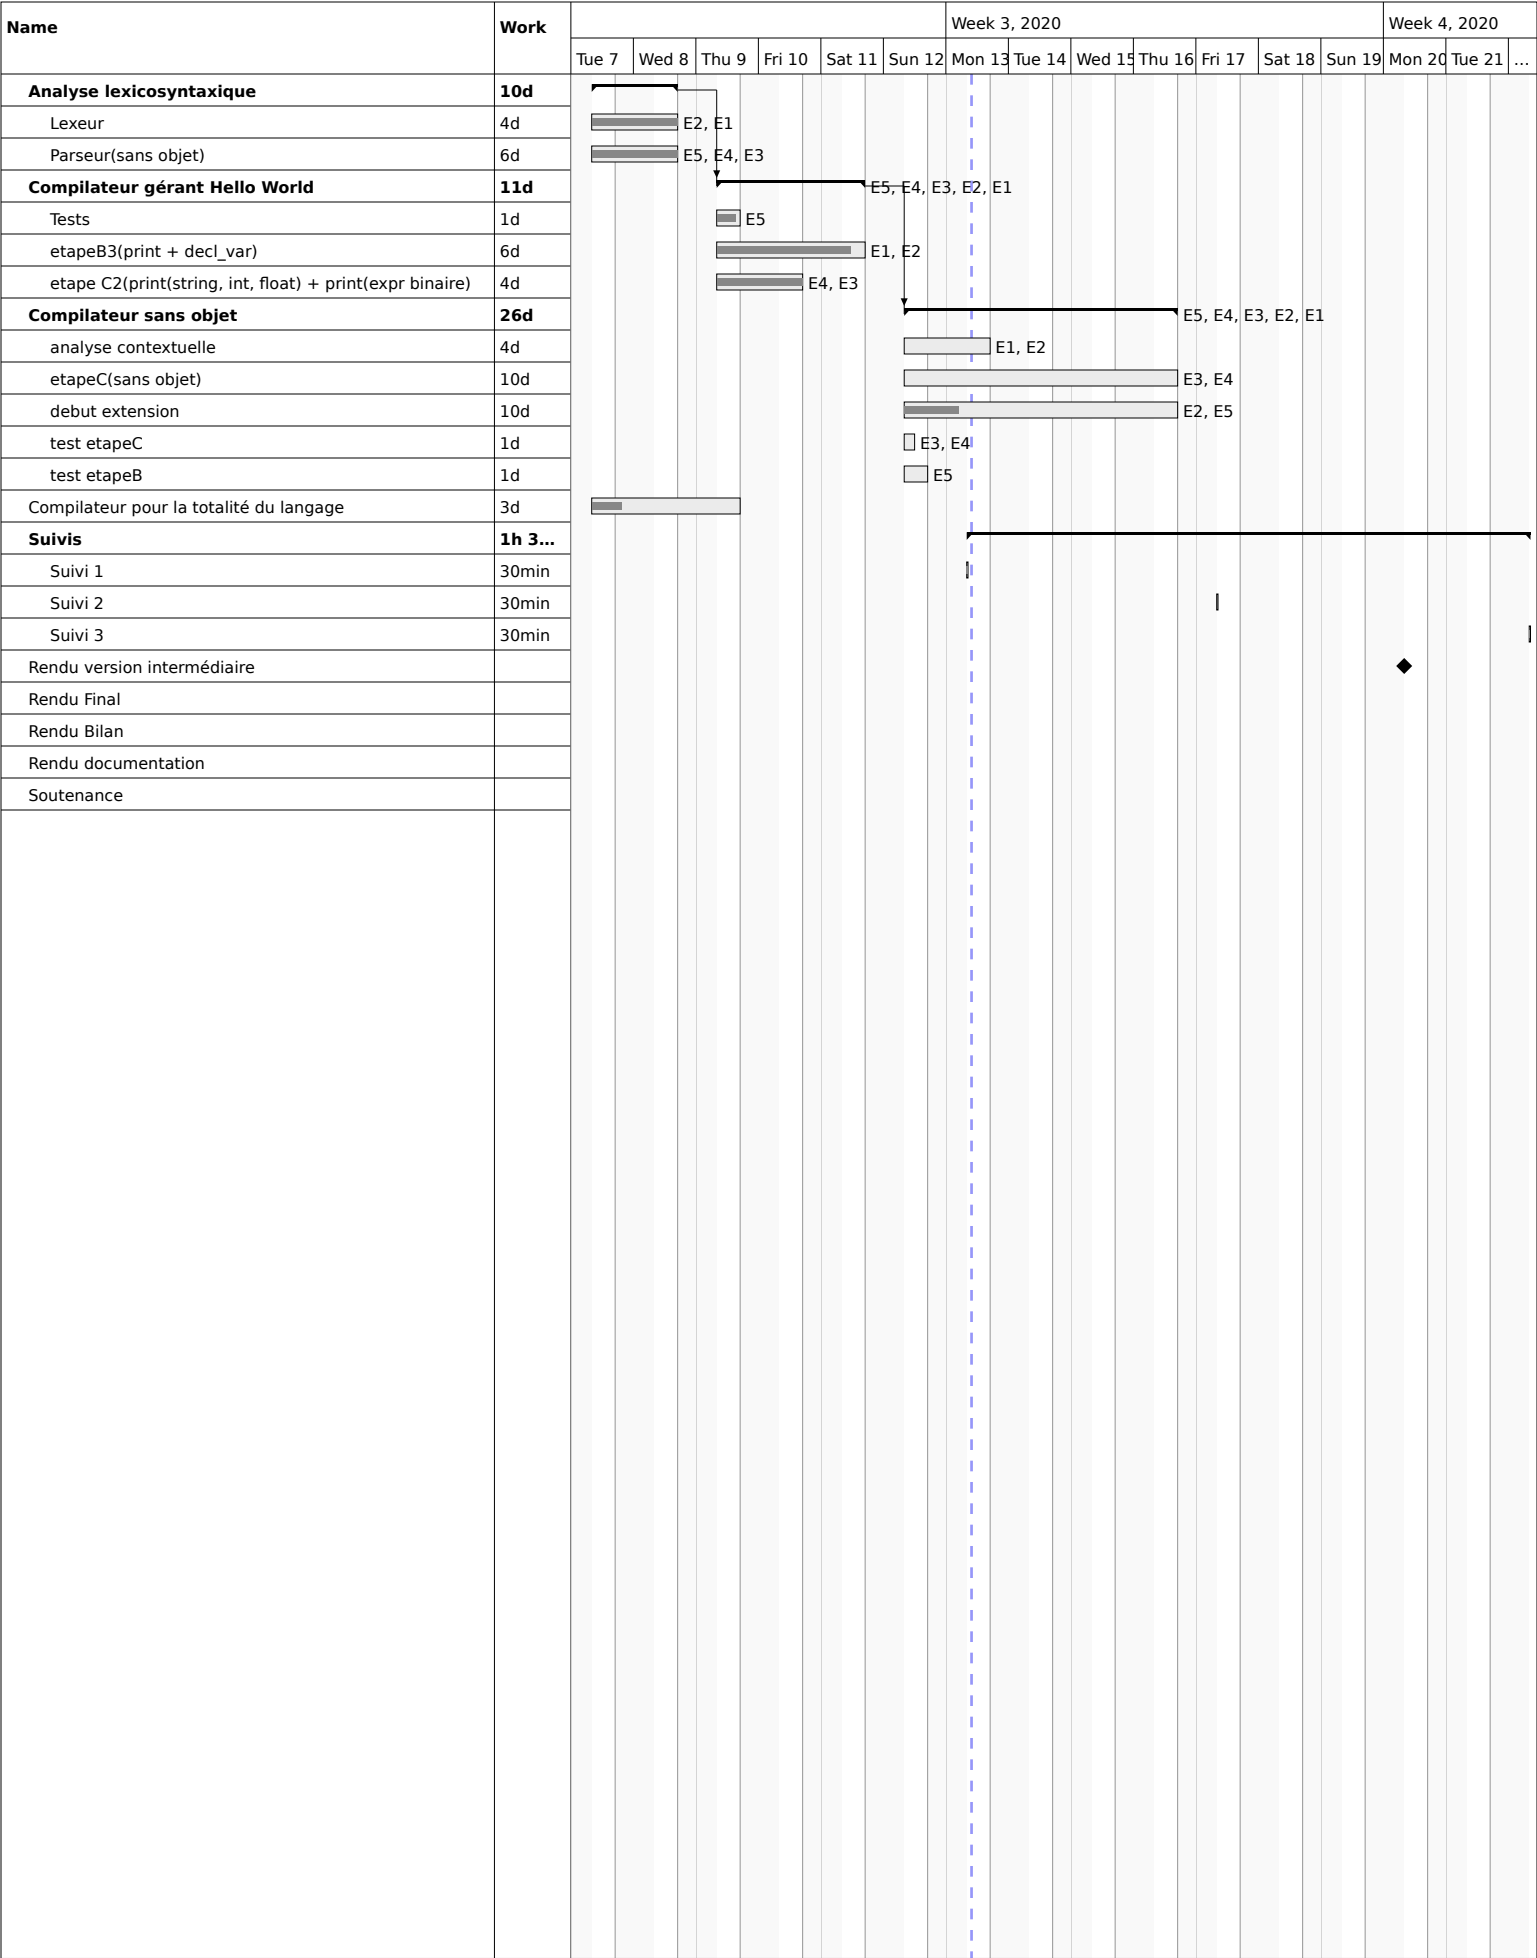 Name Work Week 3, 2020 Week 4, 2020
Tue 7 Wed 8 Thu 9 Fri 10 Sat 11 Sun 12 Mon 13 Tue 14 Wed 15 Thu 16 Fri 17 Sat 18 Sun 19 Mon 20 Tue 21 ...
Analyse lexicosyntaxique 10d
Lexeur 4d E2, E1
Parseur(sans objet) 6d E5, E4, E3
Compilateur gérant Hello World 11d E5, E4, E3, E2, E1
Tests 1d E5
etapeB3(print + decl_var) 6d E1, E2
etape C2(print(string, int, float) + print(expr binaire) 4d E4, E3
Compilateur sans objet 26d E5, E4, E3, E2, E1
analyse contextuelle 4d E1, E2
etapeC(sans objet) 10d E3, E4
debut extension 10d E2, E5
test etapeC 1d E3, E4
test etapeB 1d E5
Compilateur pour la totalité du langage 3d
Suivis 1h 3...
Suivi 1 30min
Suivi 2 30min
Suivi 3 30min
Rendu version intermédiaire
Rendu Final
Rendu Bilan
Rendu documentation
Soutenance